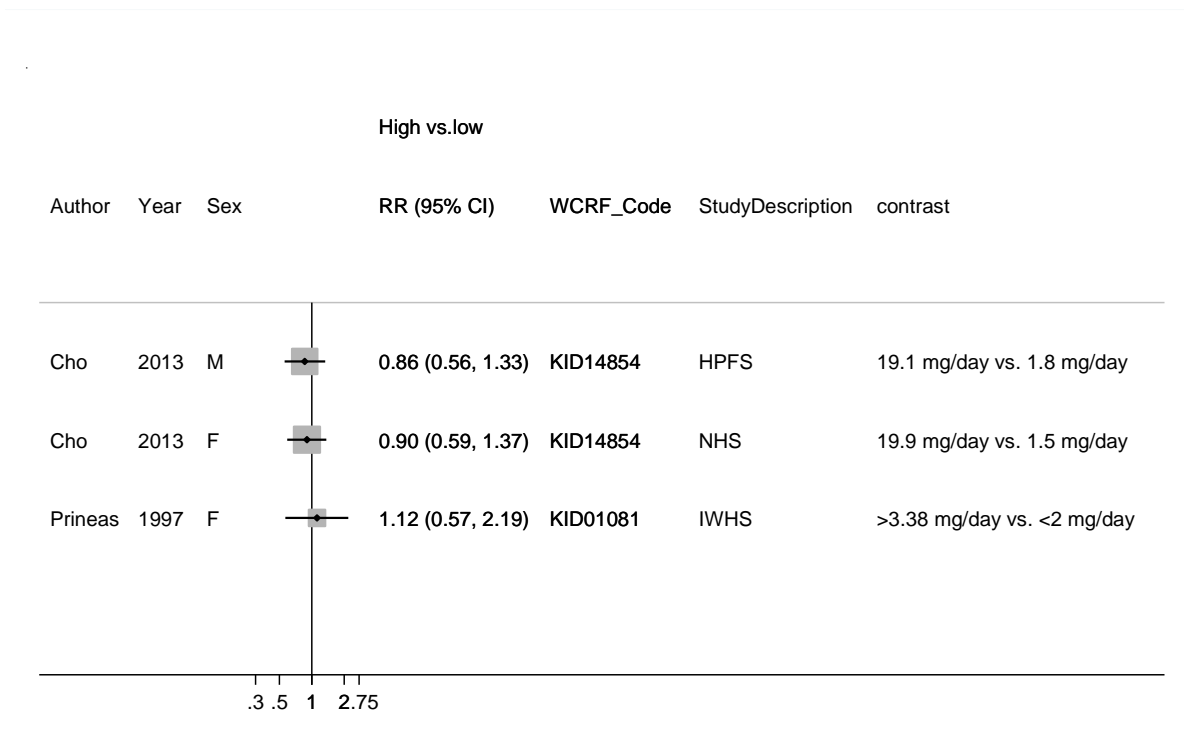 High vs.low
Author Year Sex RR (95% CI) WCRF_Code StudyDescription contrast
Cho 2013 M 0.86 (0.56, 1.33) KID14854 HPFS 19.1 mg/day vs. 1.8 mg/day
Cho 2013 F 0.90 (0.59, 1.37) KID14854 NHS 19.9 mg/day vs. 1.5 mg/day
Prineas 1997 F 1.12 (0.57, 2.19) KID01081 IWHS >3.38 mg/day vs. <2 mg/day
.3 .5 1 2 2.75